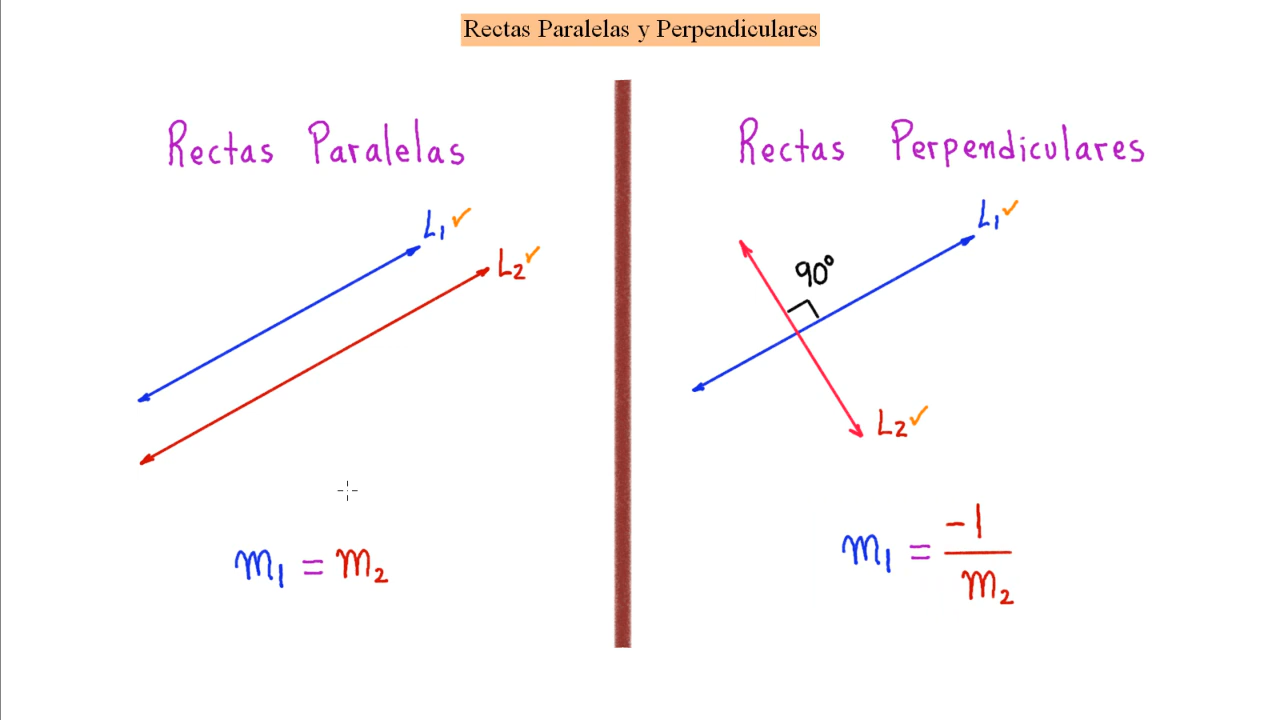 Rectas Paralelas y Perpendiculares
Rectas Paralelas
L₁
L₂
m₁ = m₂
Rectas Perpendiculares
L₁
90°
L₂
m₁ = -1/m₂